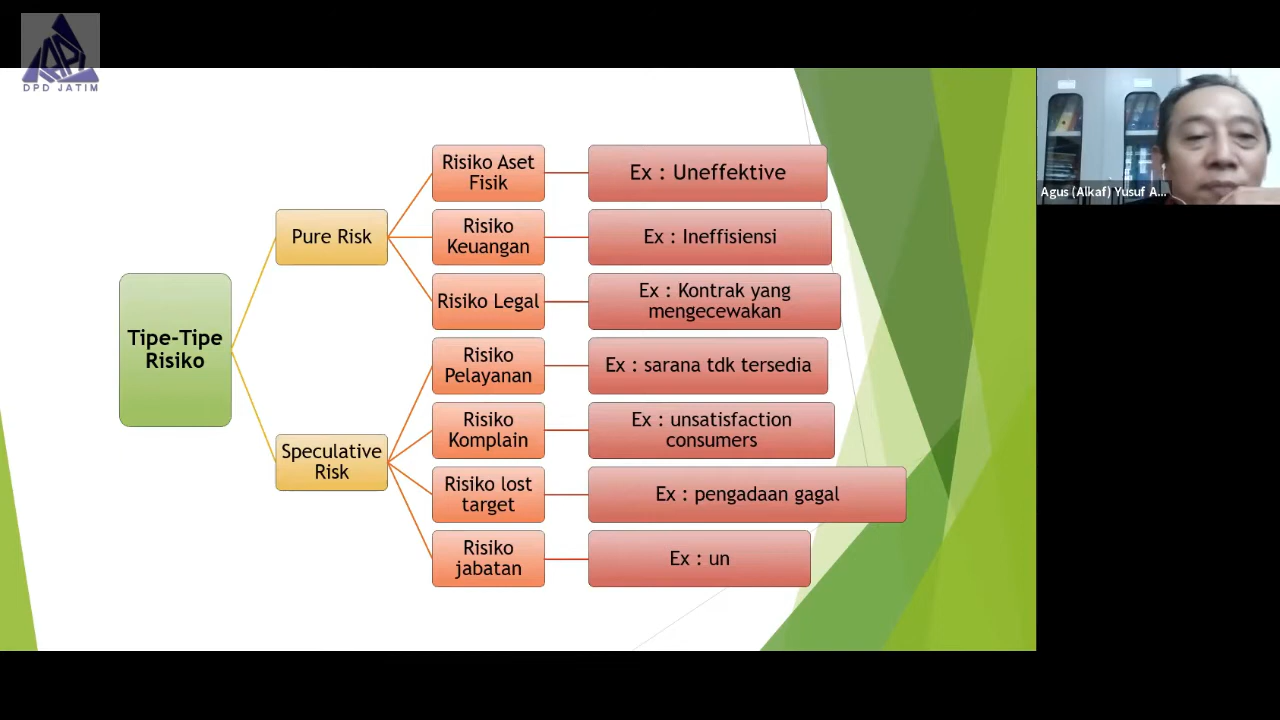 IAPI
DPD JATIM
Agus (Alkaf) Yusuf A...
Tipe-Tipe
Risiko
Pure Risk
Risiko Aset
Fisik
Ex : Uneffektive
Risiko
Keuangan
Ex : Ineffisiensi
Risiko Legal
Ex : Kontrak yang
mengecewakan
Speculative
Risk
Risiko
Pelayanan
Ex : sarana tdk tersedia
Risiko
Komplain
Ex : unsatisfaction
consumers
Risiko lost
target
Ex : pengadaan gagal
Risiko
jabatan
Ex : un